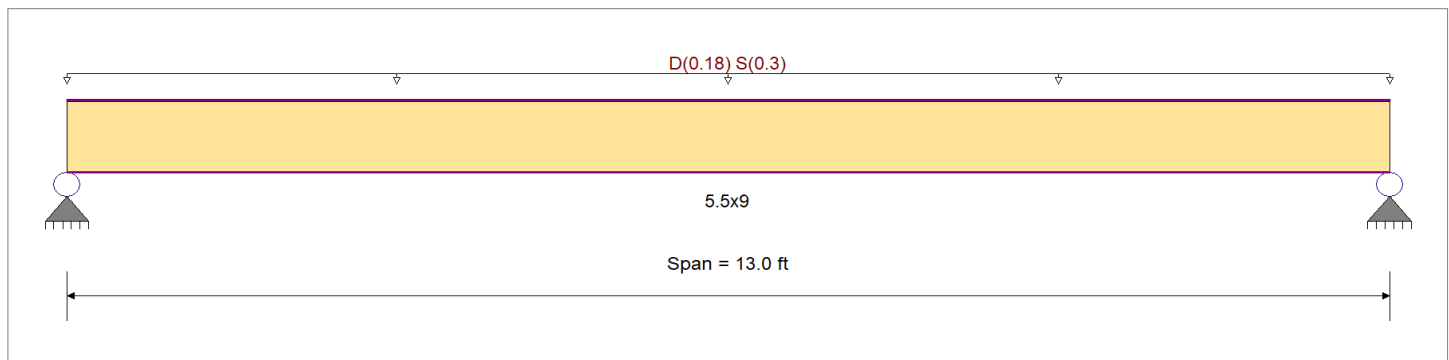 D(0.18) S(0.3)
5.5x9
Span = 13.0 ft